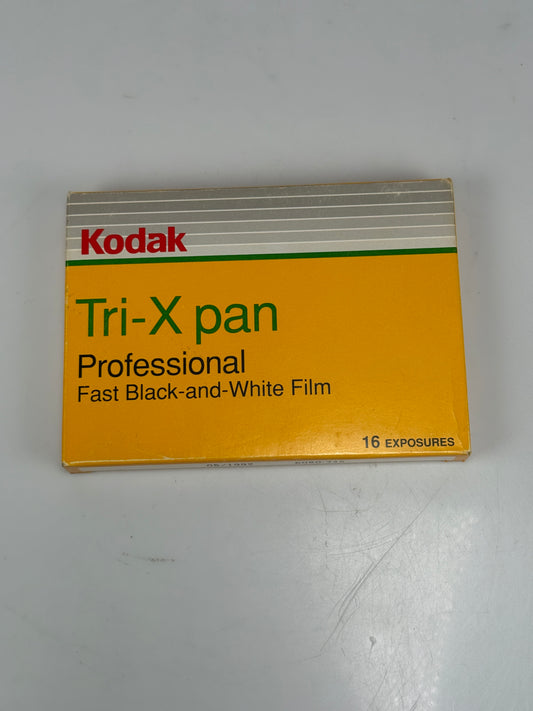 Kodak
Tri-X pan
Professional
Fast Black-and-White Film
16 EXPOSURES